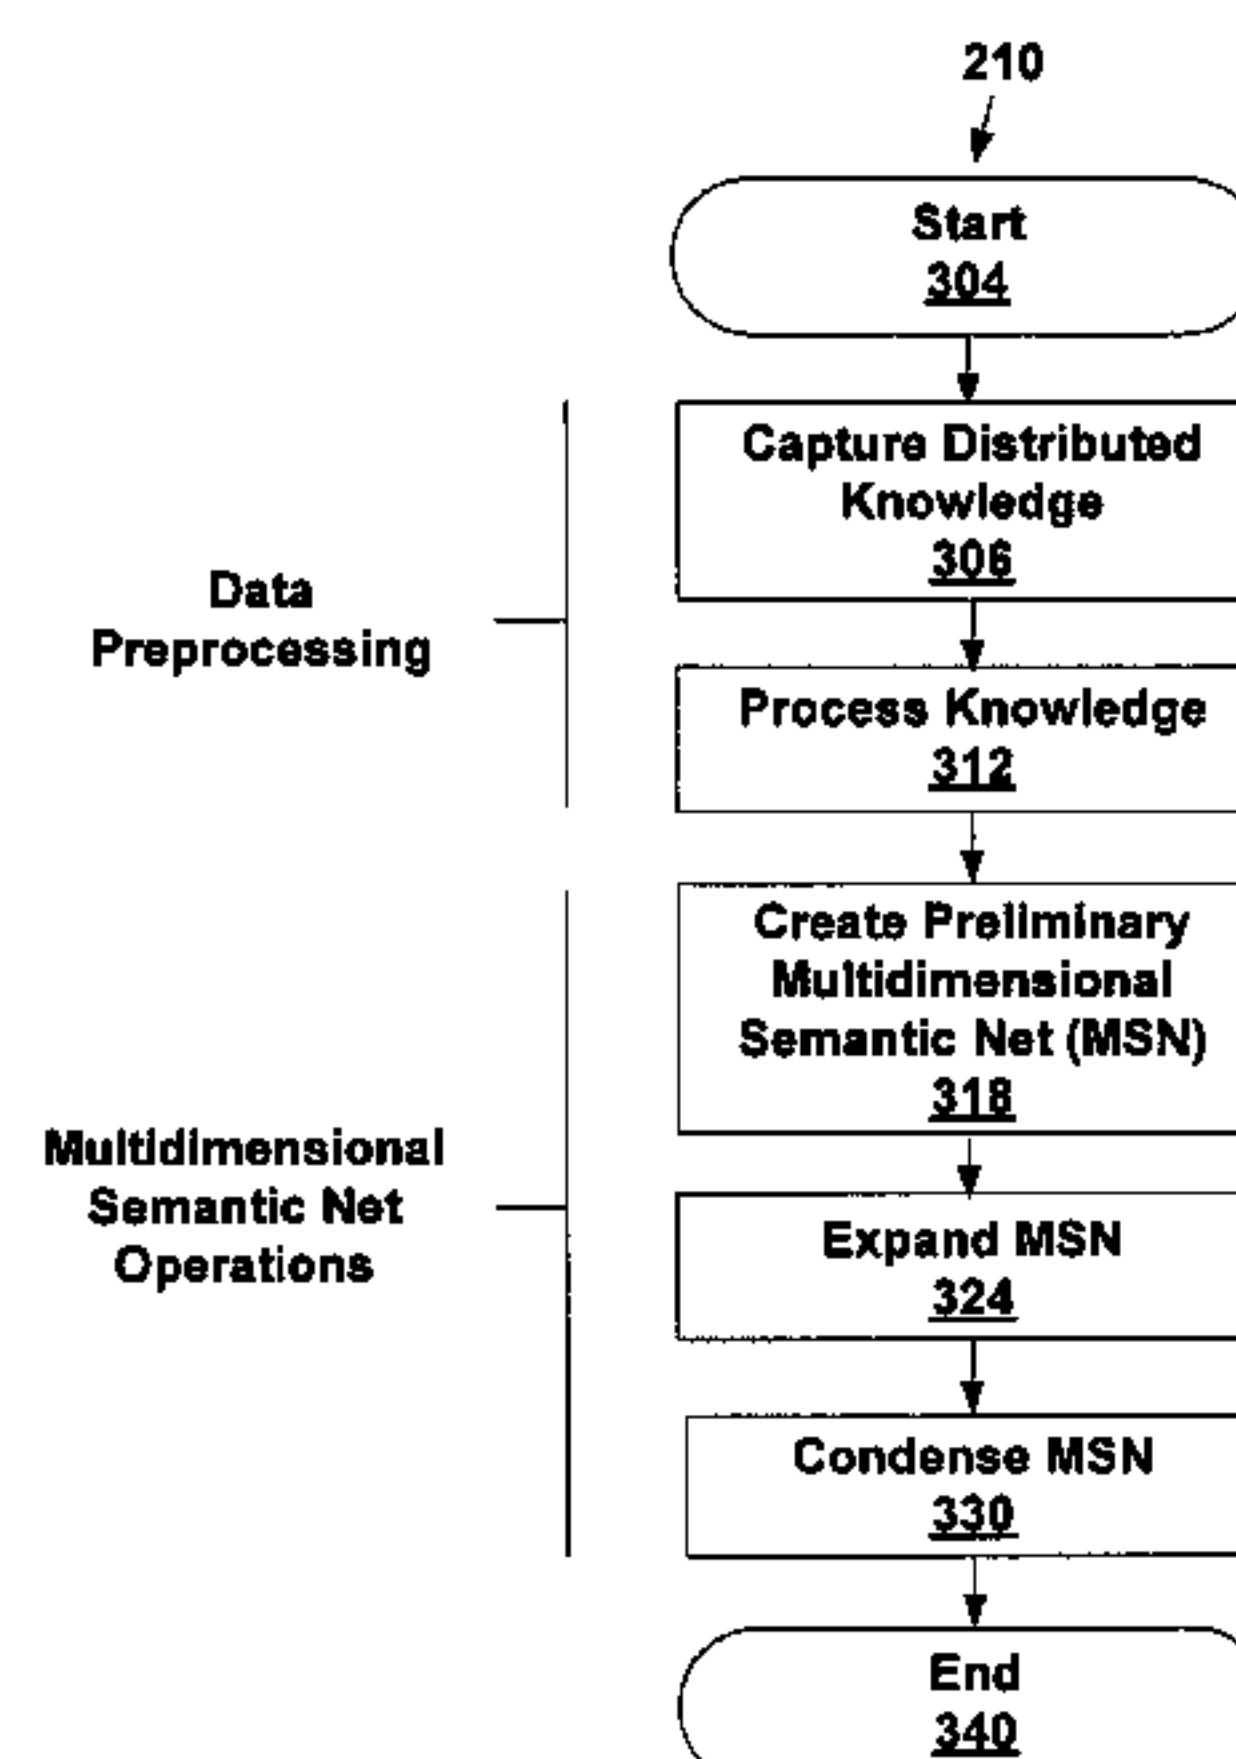 210
Start
304
Capture Distributed
Knowledge
306
Data
Preprocessing
Process Knowledge
312
Create Preliminary
Multidimensional
Semantic Net (MSN)
318
Multidimensional
Semantic Net
Operations
Expand MSN
324
Condense MSN
330
End
340